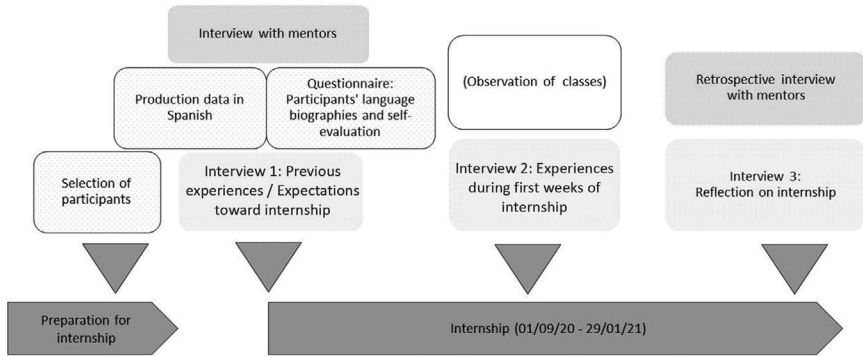 Interview with mentors
Production data in
Spanish
Questionnaire:
Participants' language
biographies and self-
evaluation
(Observation of classes)
Retrospective interview
with mentors
Selection of
participants
Interview 1: Previous
experiences / Expectations
toward internship
Interview 2: Experiences
during first weeks of
internship
Interview 3:
Reflection on internship
Preparation for
internship
Internship (01/09/20 - 29/01/21)